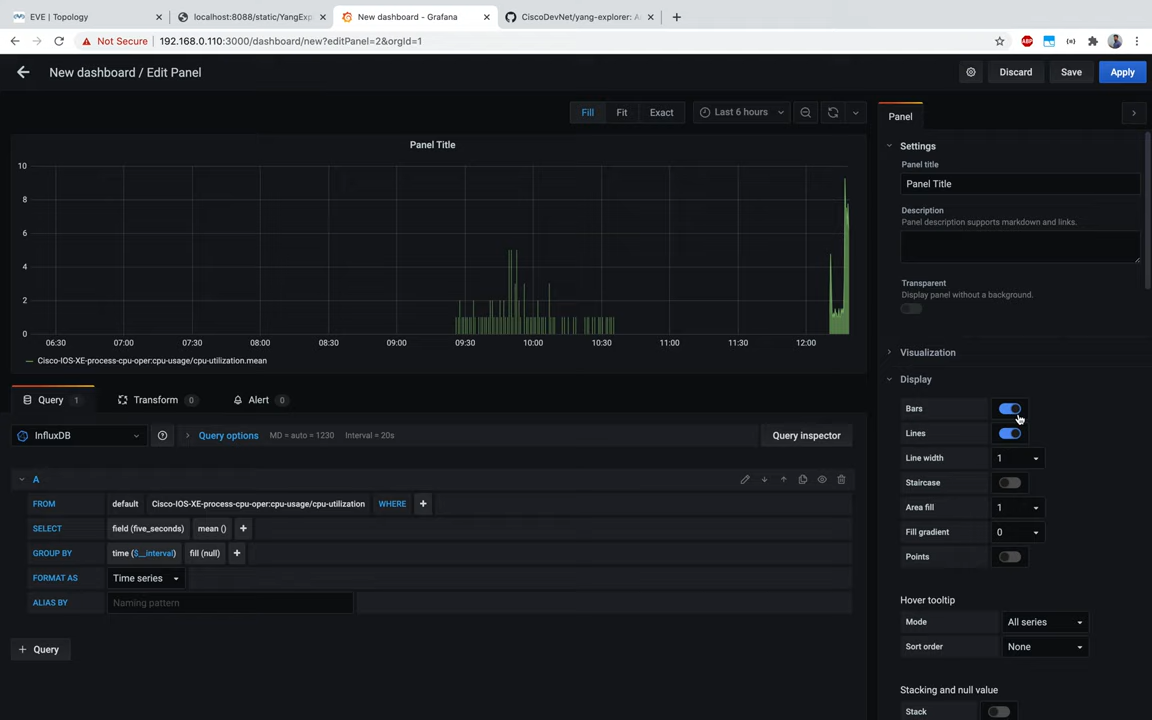 EVE | Topology
localhost:8088/static/YangExp
New dashboard - Grafana
CiscoDevNet/yang-explorer: A
Not Secure
192.168.0.110:3000/dashboard/new?editPanel=2&orgId=1
ABP
New dashboard / Edit Panel
Discard
Save
Apply
Fill
Fit
Exact
Last 6 hours
Panel
Panel Title
10
8
6
4
2
0
06:30
07:00
07:30
08:00
08:30
09:00
09:30
10:00
10:30
11:00
11:30
12:00
Cisco-IOS-XE-process-cpu-oper:cpu-usage/cpu-utilization.mean
Query 1
Transform 0
Alert 0
InfluxDB
Query options
MD = auto = 1230
Interval = 20s
Query inspector
A
FROM
default
Cisco-IOS-XE-process-cpu-oper:cpu-usage/cpu-utilization
WHERE
+
SELECT
field (five_seconds)
mean ()
+
GROUP BY
time ($__interval)
fill (null)
+
FORMAT AS
Time series
ALIAS BY
Naming pattern
+ Query
Settings
Panel title
Panel Title
Description
Panel description supports markdown and links.
Transparent
Display panel without a background.
Visualization
Display
Bars
Lines
Line width
1
Staircase
Area fill
1
Fill gradient
0
Points
Hover tooltip
Mode
All series
Sort order
None
Stacking and null value
Stack